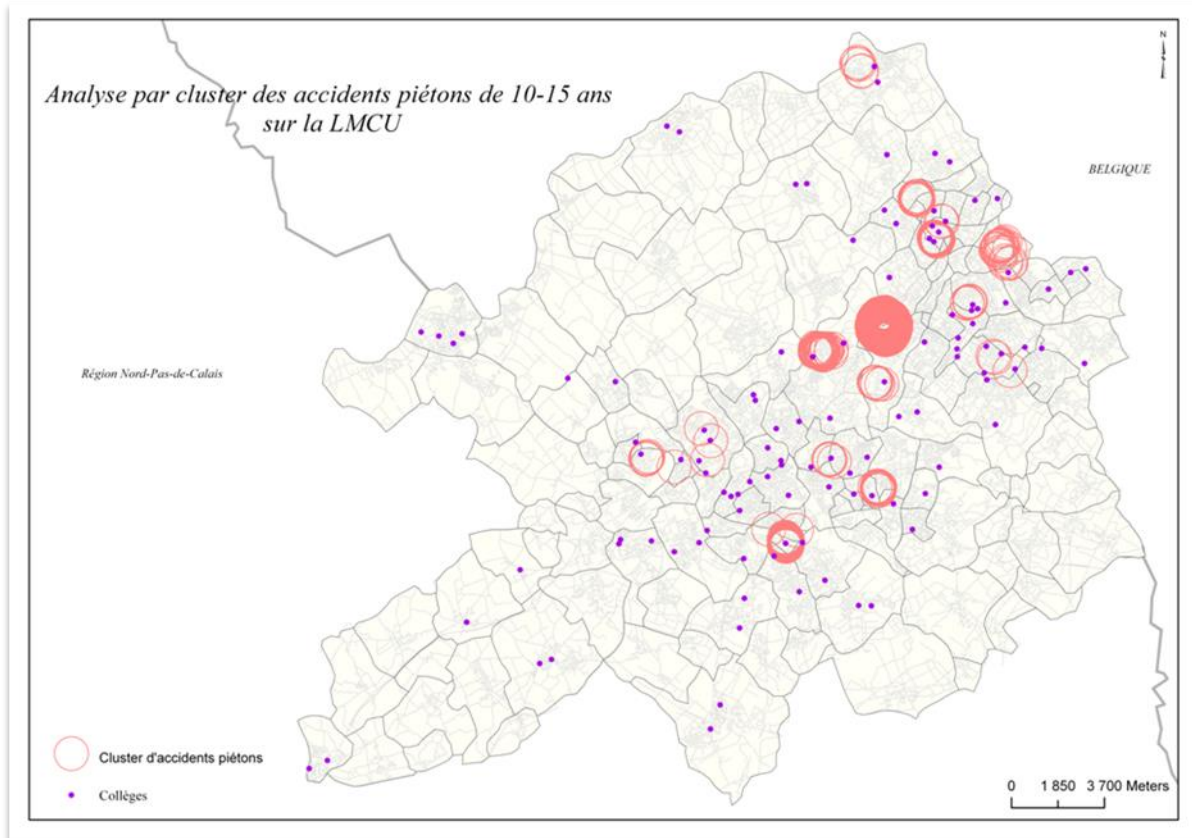 Analyse par cluster des accidents piétons de 10-15 ans
sur la LMCU
N
BELGIQUE
Région Nord-Pas-de-Calais
Cluster d'accidents piétons
Collèges
0 1 850 3 700 Meters